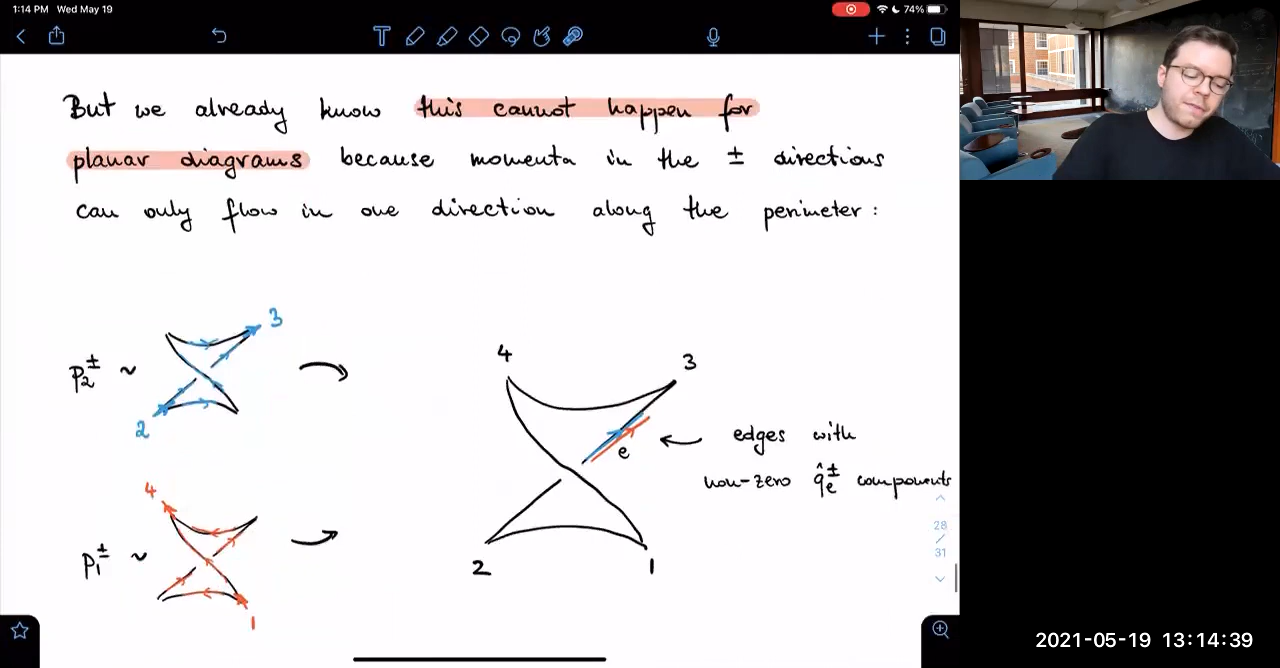 1:14 PM Wed May 19
74%
But we already know this cannot happen for
planar diagrams because momenta in the ± directions
can only flow in one direction along the perimeter :
3
p₂^± ~
2
4
3
e
edges with
non-zero q̂ₑ^± components
2
1
4
p₁^± ~
1
28
/
31
2021-05-19 13:14:39